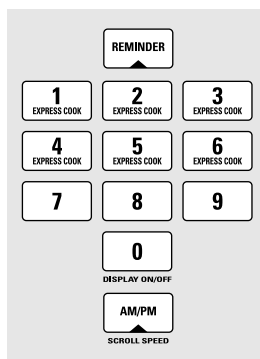 REMINDER
1 2 3
EXPRESS COOK EXPRESS COOK EXPRESS COOK
4 5 6
EXPRESS COOK EXPRESS COOK EXPRESS COOK
7 8 9
0
DISPLAY ON/OFF
AM/PM
SCROLL SPEED